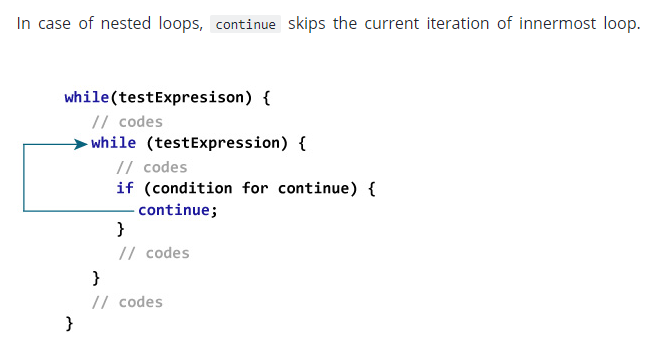 In case of nested loops, continue skips the current iteration of innermost loop.
while(testExpresison) {
// codes
while (testExpression) {
// codes
if (condition for continue) {
continue;
}
// codes
}
// codes
}